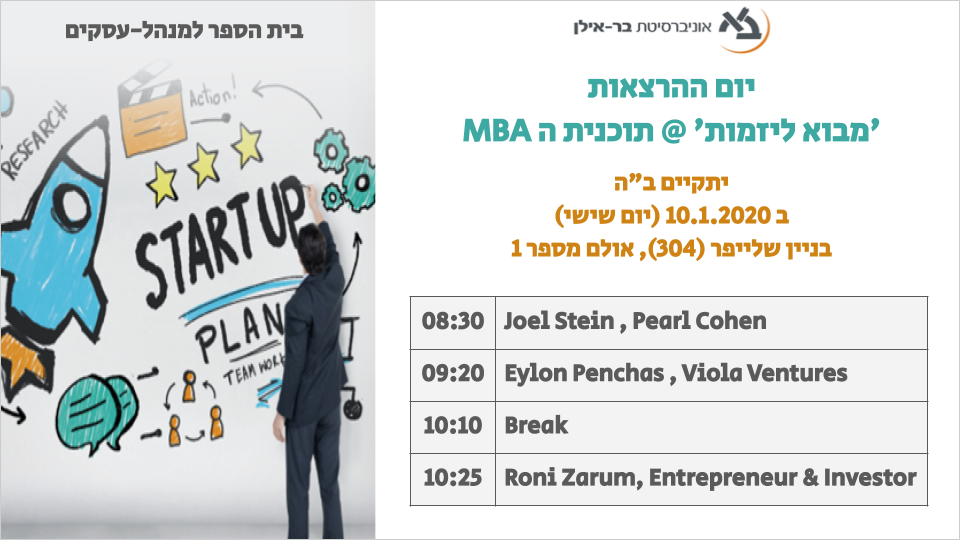 בית הספר למנהל-עסקים
אוניברסיטת בר-אילן
יום ההרצאות
'מבוא ליזמות' @ תוכנית ה MBA
יתקיים ב"ה
ב 10.1.2020 (יום שישי)
בניין שלייפר (304), אולם מספר 1
08:30 Joel Stein , Pearl Cohen
09:20 Eylon Penchas , Viola Ventures
10:10 Break
10:25 Roni Zarum, Entrepreneur & Investor
Action!
RESEARCH
START UP
PLAN
TEAM WORK